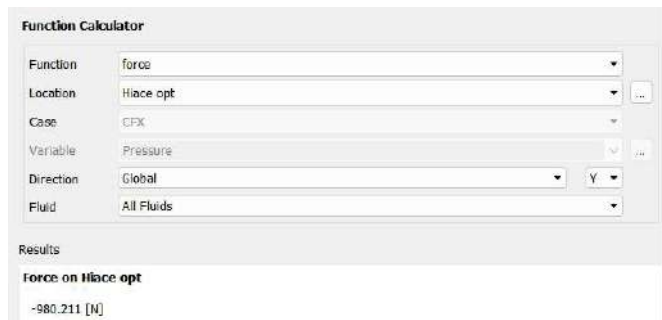 Function Calculator
Function force
Location Hiace opt ...
Case CFX
Variable Pressure ...
Direction Global Y
Fluid All Fluids
Results
Force on Hiace opt
-980.211 [N]